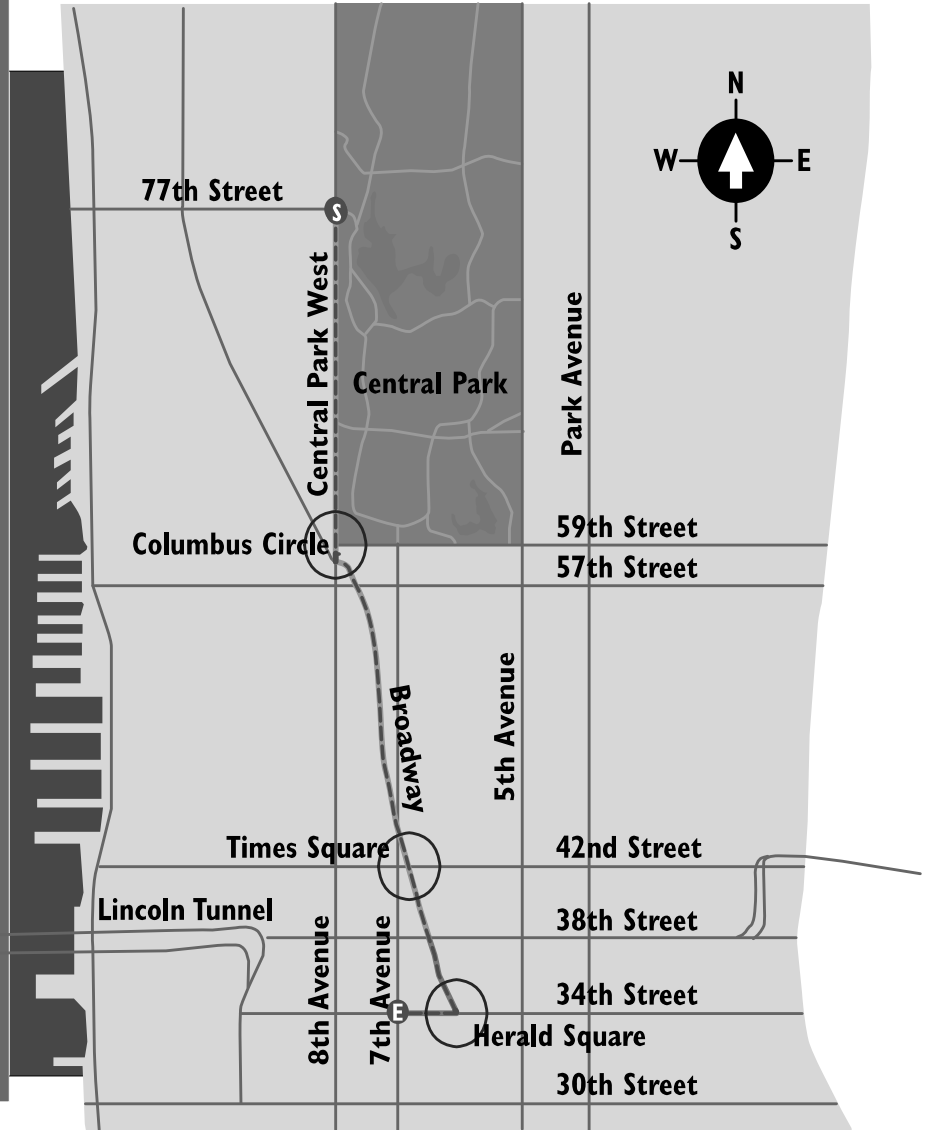 N
W
E
S
77th Street
S
Central Park West
Central Park
Park Avenue
Columbus Circle
59th Street
57th Street
Broadway
5th Avenue
Times Square
42nd Street
Lincoln Tunnel
38th Street
8th Avenue
7th Avenue
34th Street
E
Herald Square
30th Street